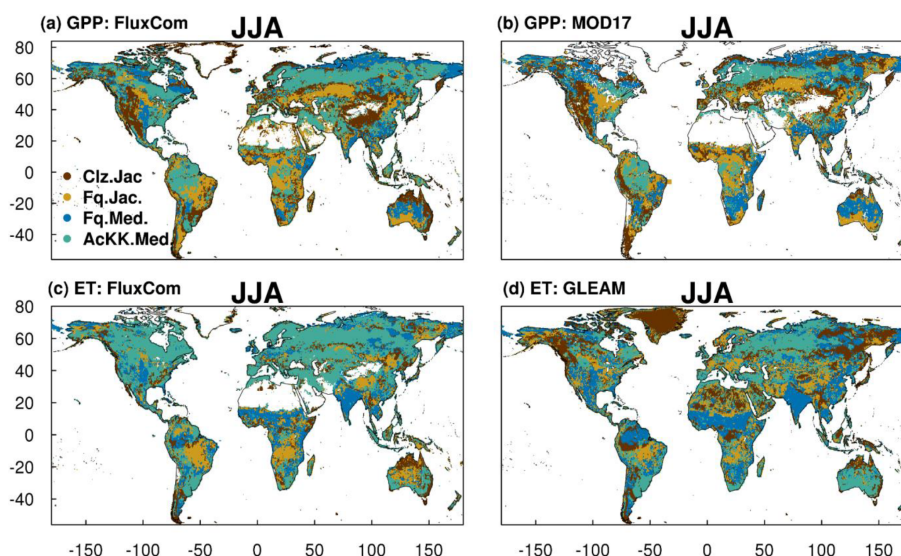 (a) GPP: FluxCom JJA
(b) GPP: MOD17 JJA
80
60
40
20
0
-20
-40
Clz.Jac
Fq.Jac.
Fq.Med.
AcKK.Med.
(c) ET: FluxCom JJA
(d) ET: GLEAM JJA
80
60
40
20
0
-20
-40
-150 -100 -50 0 50 100 150
-150 -100 -50 0 50 100 150